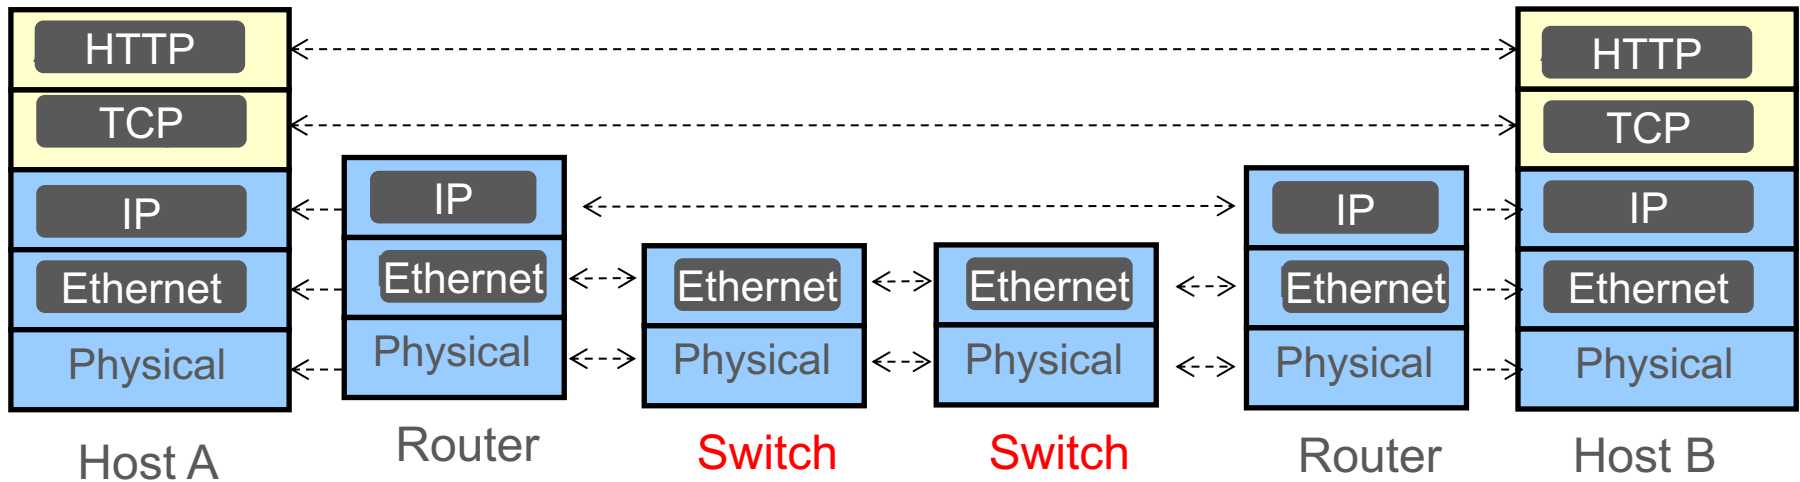 HTTP
TCP
IP
Ethernet
Physical
Host A
IP
Ethernet
Physical
Router
Ethernet
Physical
Switch
Ethernet
Physical
Switch
IP
Ethernet
Physical
Router
HTTP
TCP
IP
Ethernet
Physical
Host B